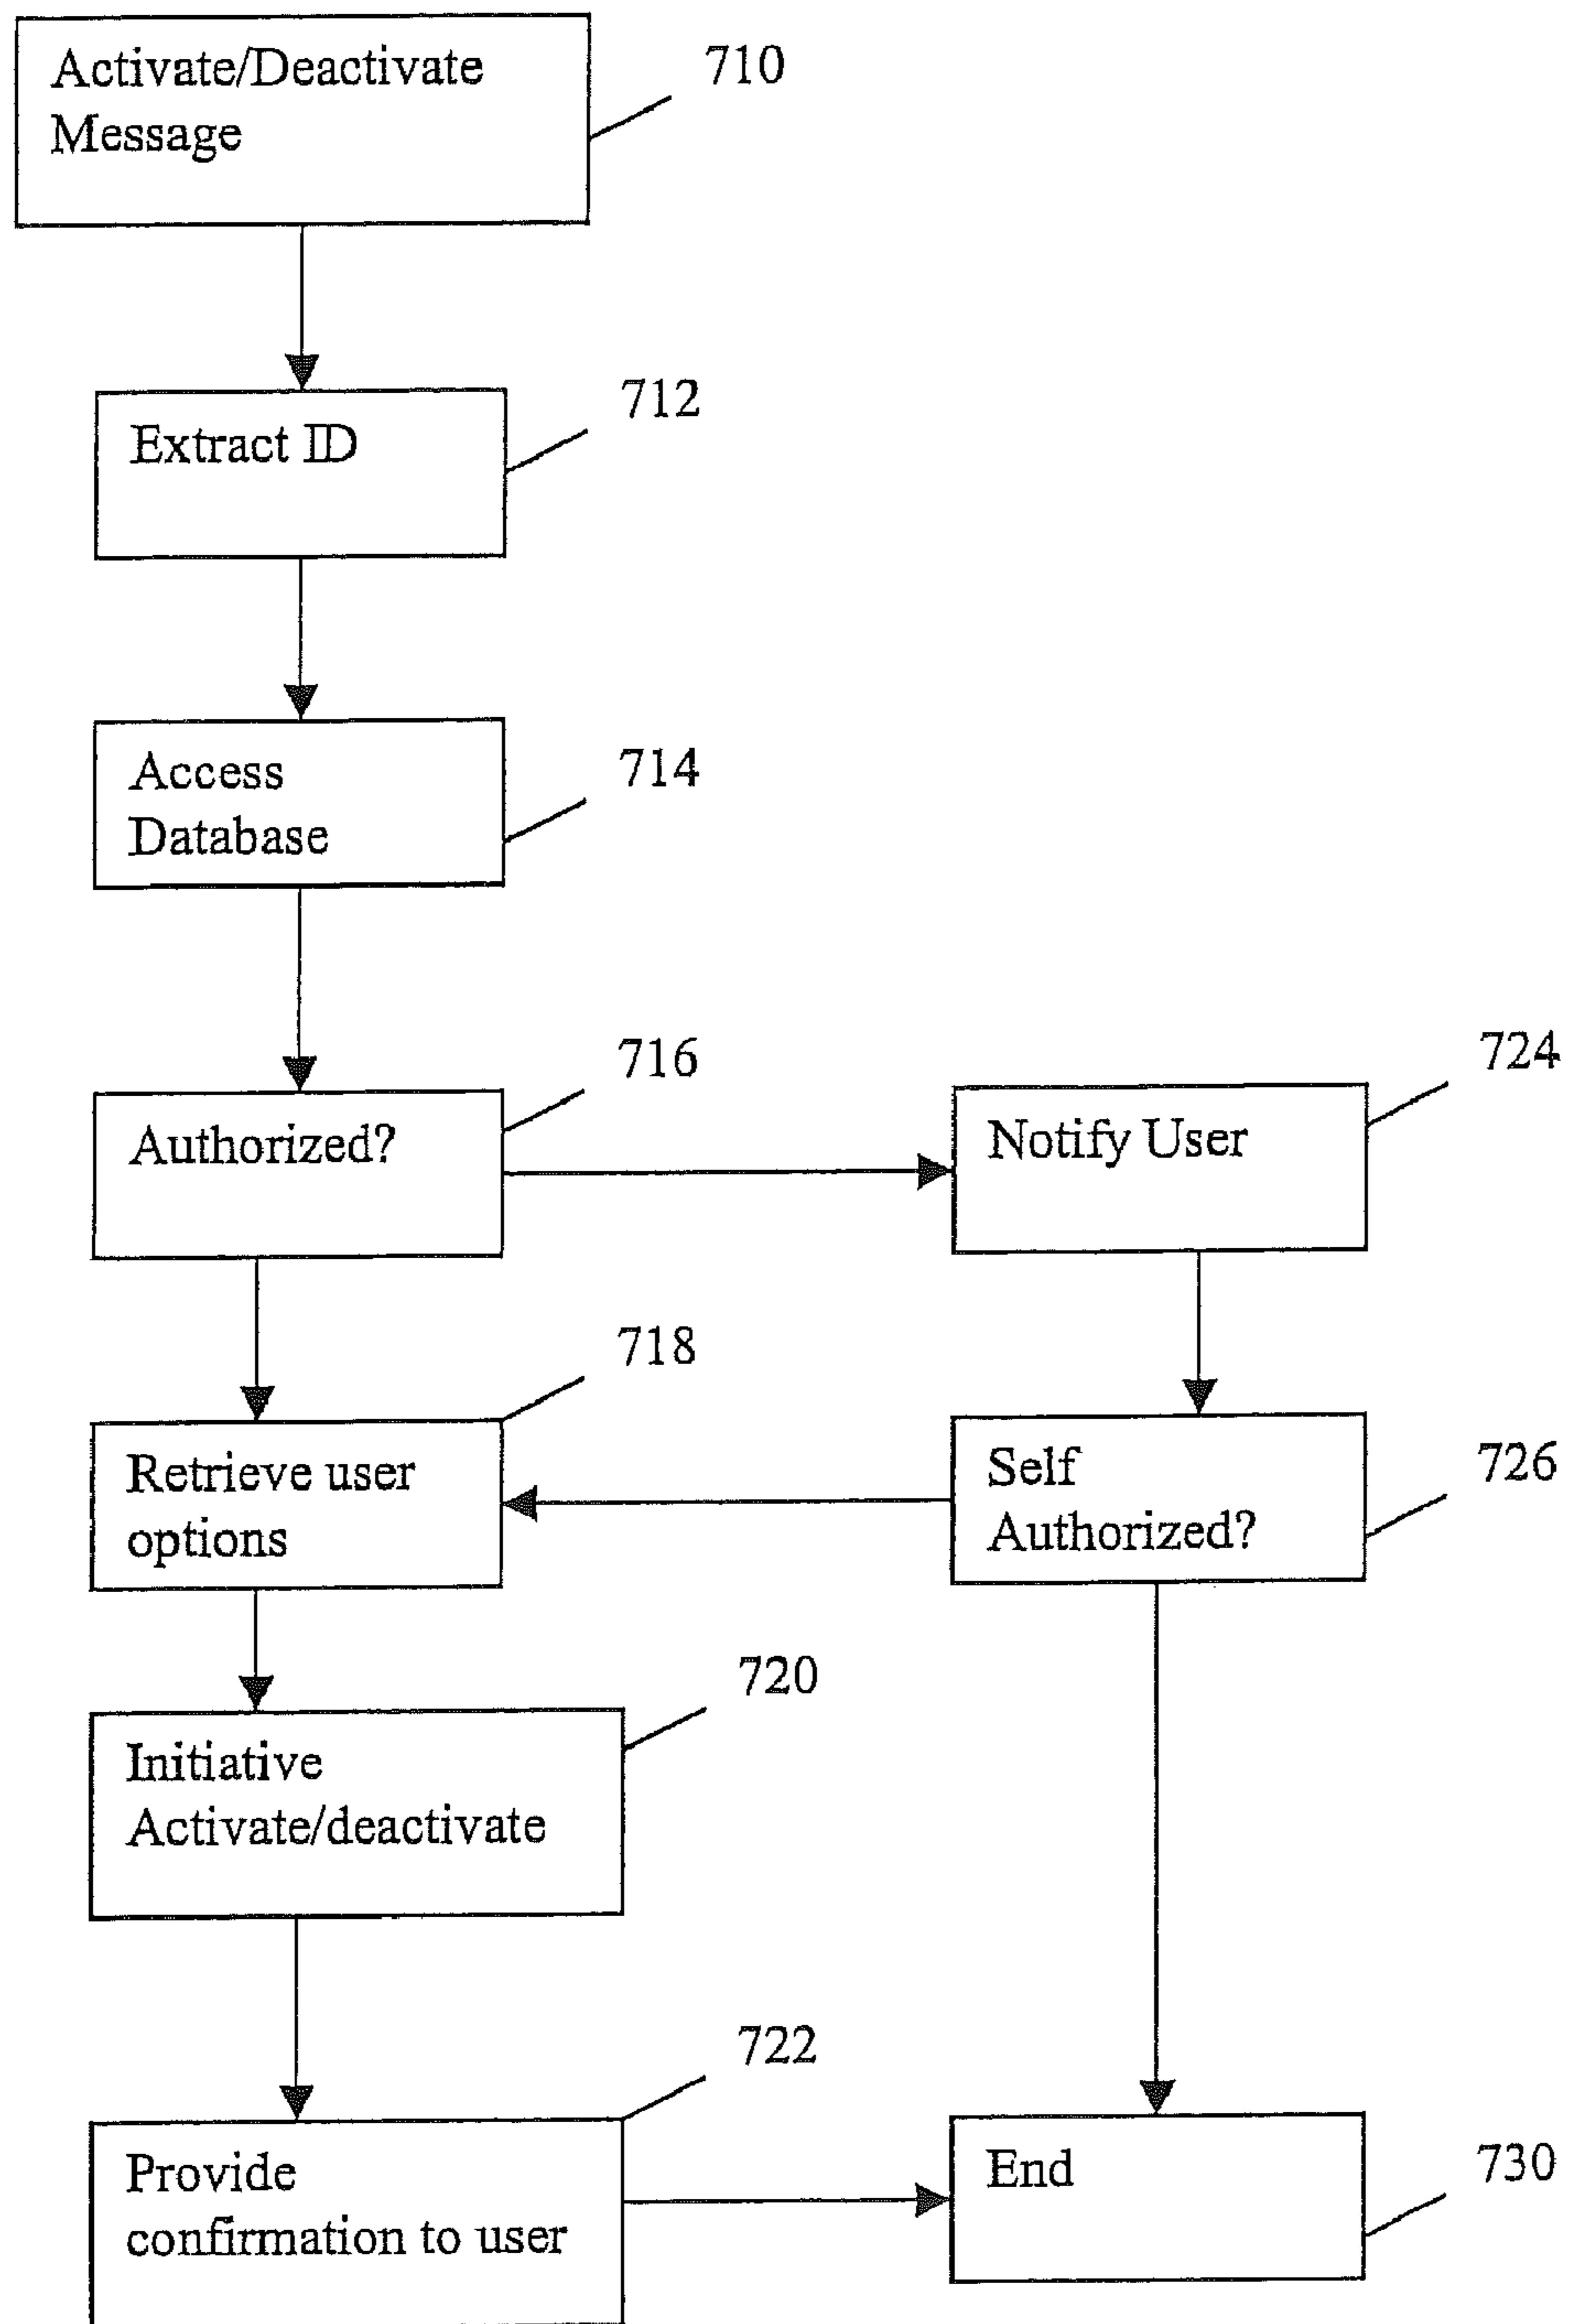 Activate/Deactivate
Message
710
Extract ID
712
Access
Database
714
Authorized?
716
Notify User
724
Retrieve user
options
718
Self
Authorized?
726
Initiative
Activate/deactivate
720
Provide
confirmation to user
722
End
730